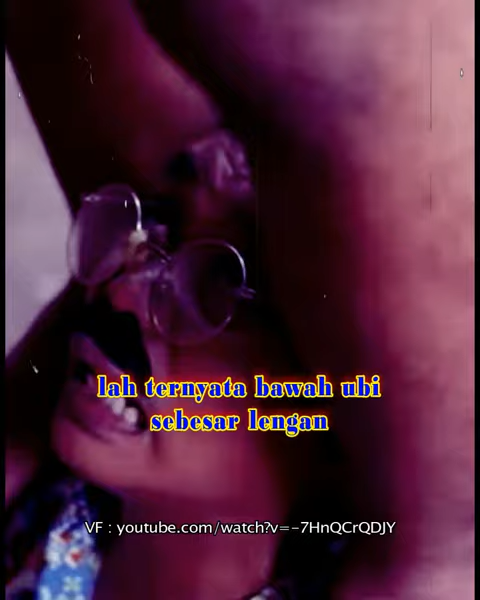 lah ternyata bawah ubi
sebesar lengan
VF : youtube.com/watch?v=-7HnQCrQDJY